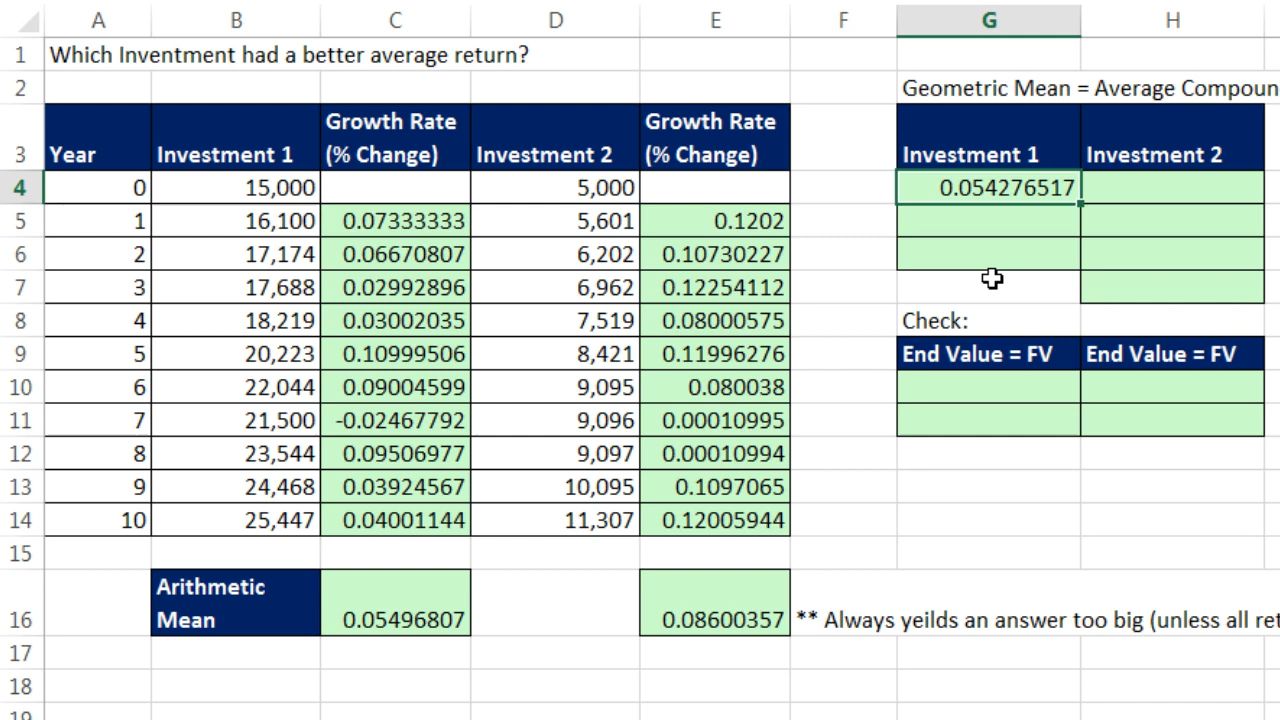 A B C D E F G H
1 Which Inventment had a better average return?
2 Geometric Mean = Average Compoun
3 Year Investment 1 Growth Rate (% Change) Investment 2 Growth Rate (% Change) Investment 1 Investment 2
4 0 15,000 5,000 0.054276517
5 1 16,100 0.07333333 5,601 0.1202
6 2 17,174 0.06670807 6,202 0.10730227
7 3 17,688 0.02992896 6,962 0.12254112
8 4 18,219 0.03002035 7,519 0.08000575 Check:
9 5 20,223 0.10999506 8,421 0.11996276 End Value = FV End Value = FV
10 6 22,044 0.09004599 9,095 0.080038
11 7 21,500 -0.02467792 9,096 0.00010995
12 8 23,544 0.09506977 9,097 0.00010994
13 9 24,468 0.03924567 10,095 0.1097065
14 10 25,447 0.04001144 11,307 0.12005944
15
16 Arithmetic Mean 0.05496807 0.08600357 ** Always yeilds an answer too big (unless all ret
17
18
19